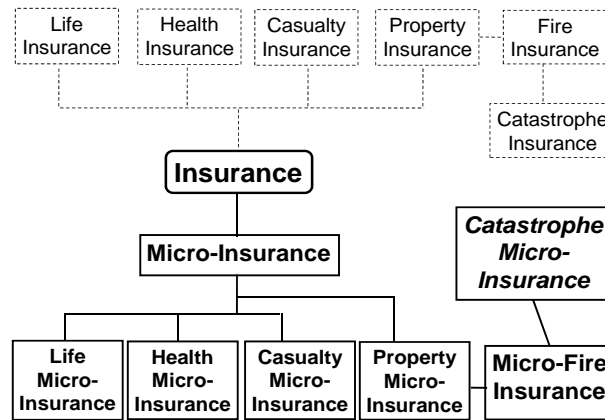 Life
Insurance
Health
Insurance
Casualty
Insurance
Property
Insurance
Fire
Insurance
Catastrophe
Insurance
Insurance
Micro-Insurance
Catastrophe
Micro-
Insurance
Life
Micro-
Insurance
Health
Micro-
Insurance
Casualty
Micro-
Insurance
Property
Micro-
Insurance
Micro-Fire
Insurance